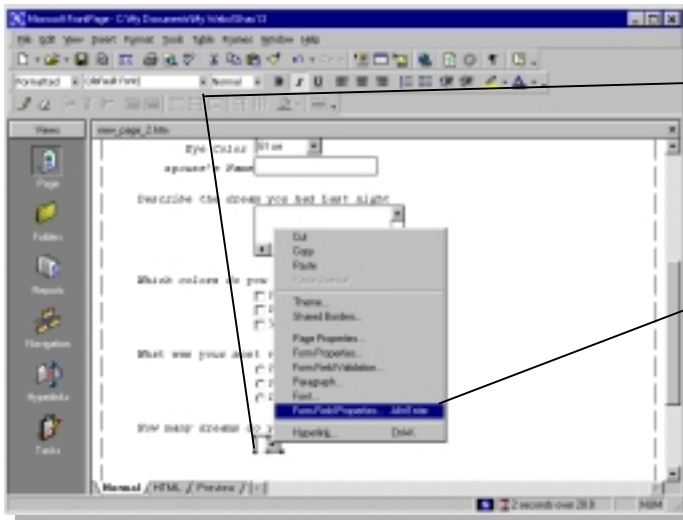 Microsoft FrontPage - C:\My Documents\My Webs\
File Edit View Insert Format Tools Table Frames Window Help
Formatted (default font) Normal
Views new_page_2.htm
Page
Folders
Reports
Navigation
Hyperlinks
Tasks
Eye Color Blue
Spouse's Name
Describe the dream you had last night
Which colors do you
What was your most
How many dreams do y
Cut
Copy
Paste
Theme...
Shared Borders...
Page Properties...
Form Properties...
Form Field Validation...
Paragraph...
Font...
Form Field Properties... Alt+Enter
Hyperlink... Ctrl+K
Normal HTML Preview
2 seconds over 28.8 NUM